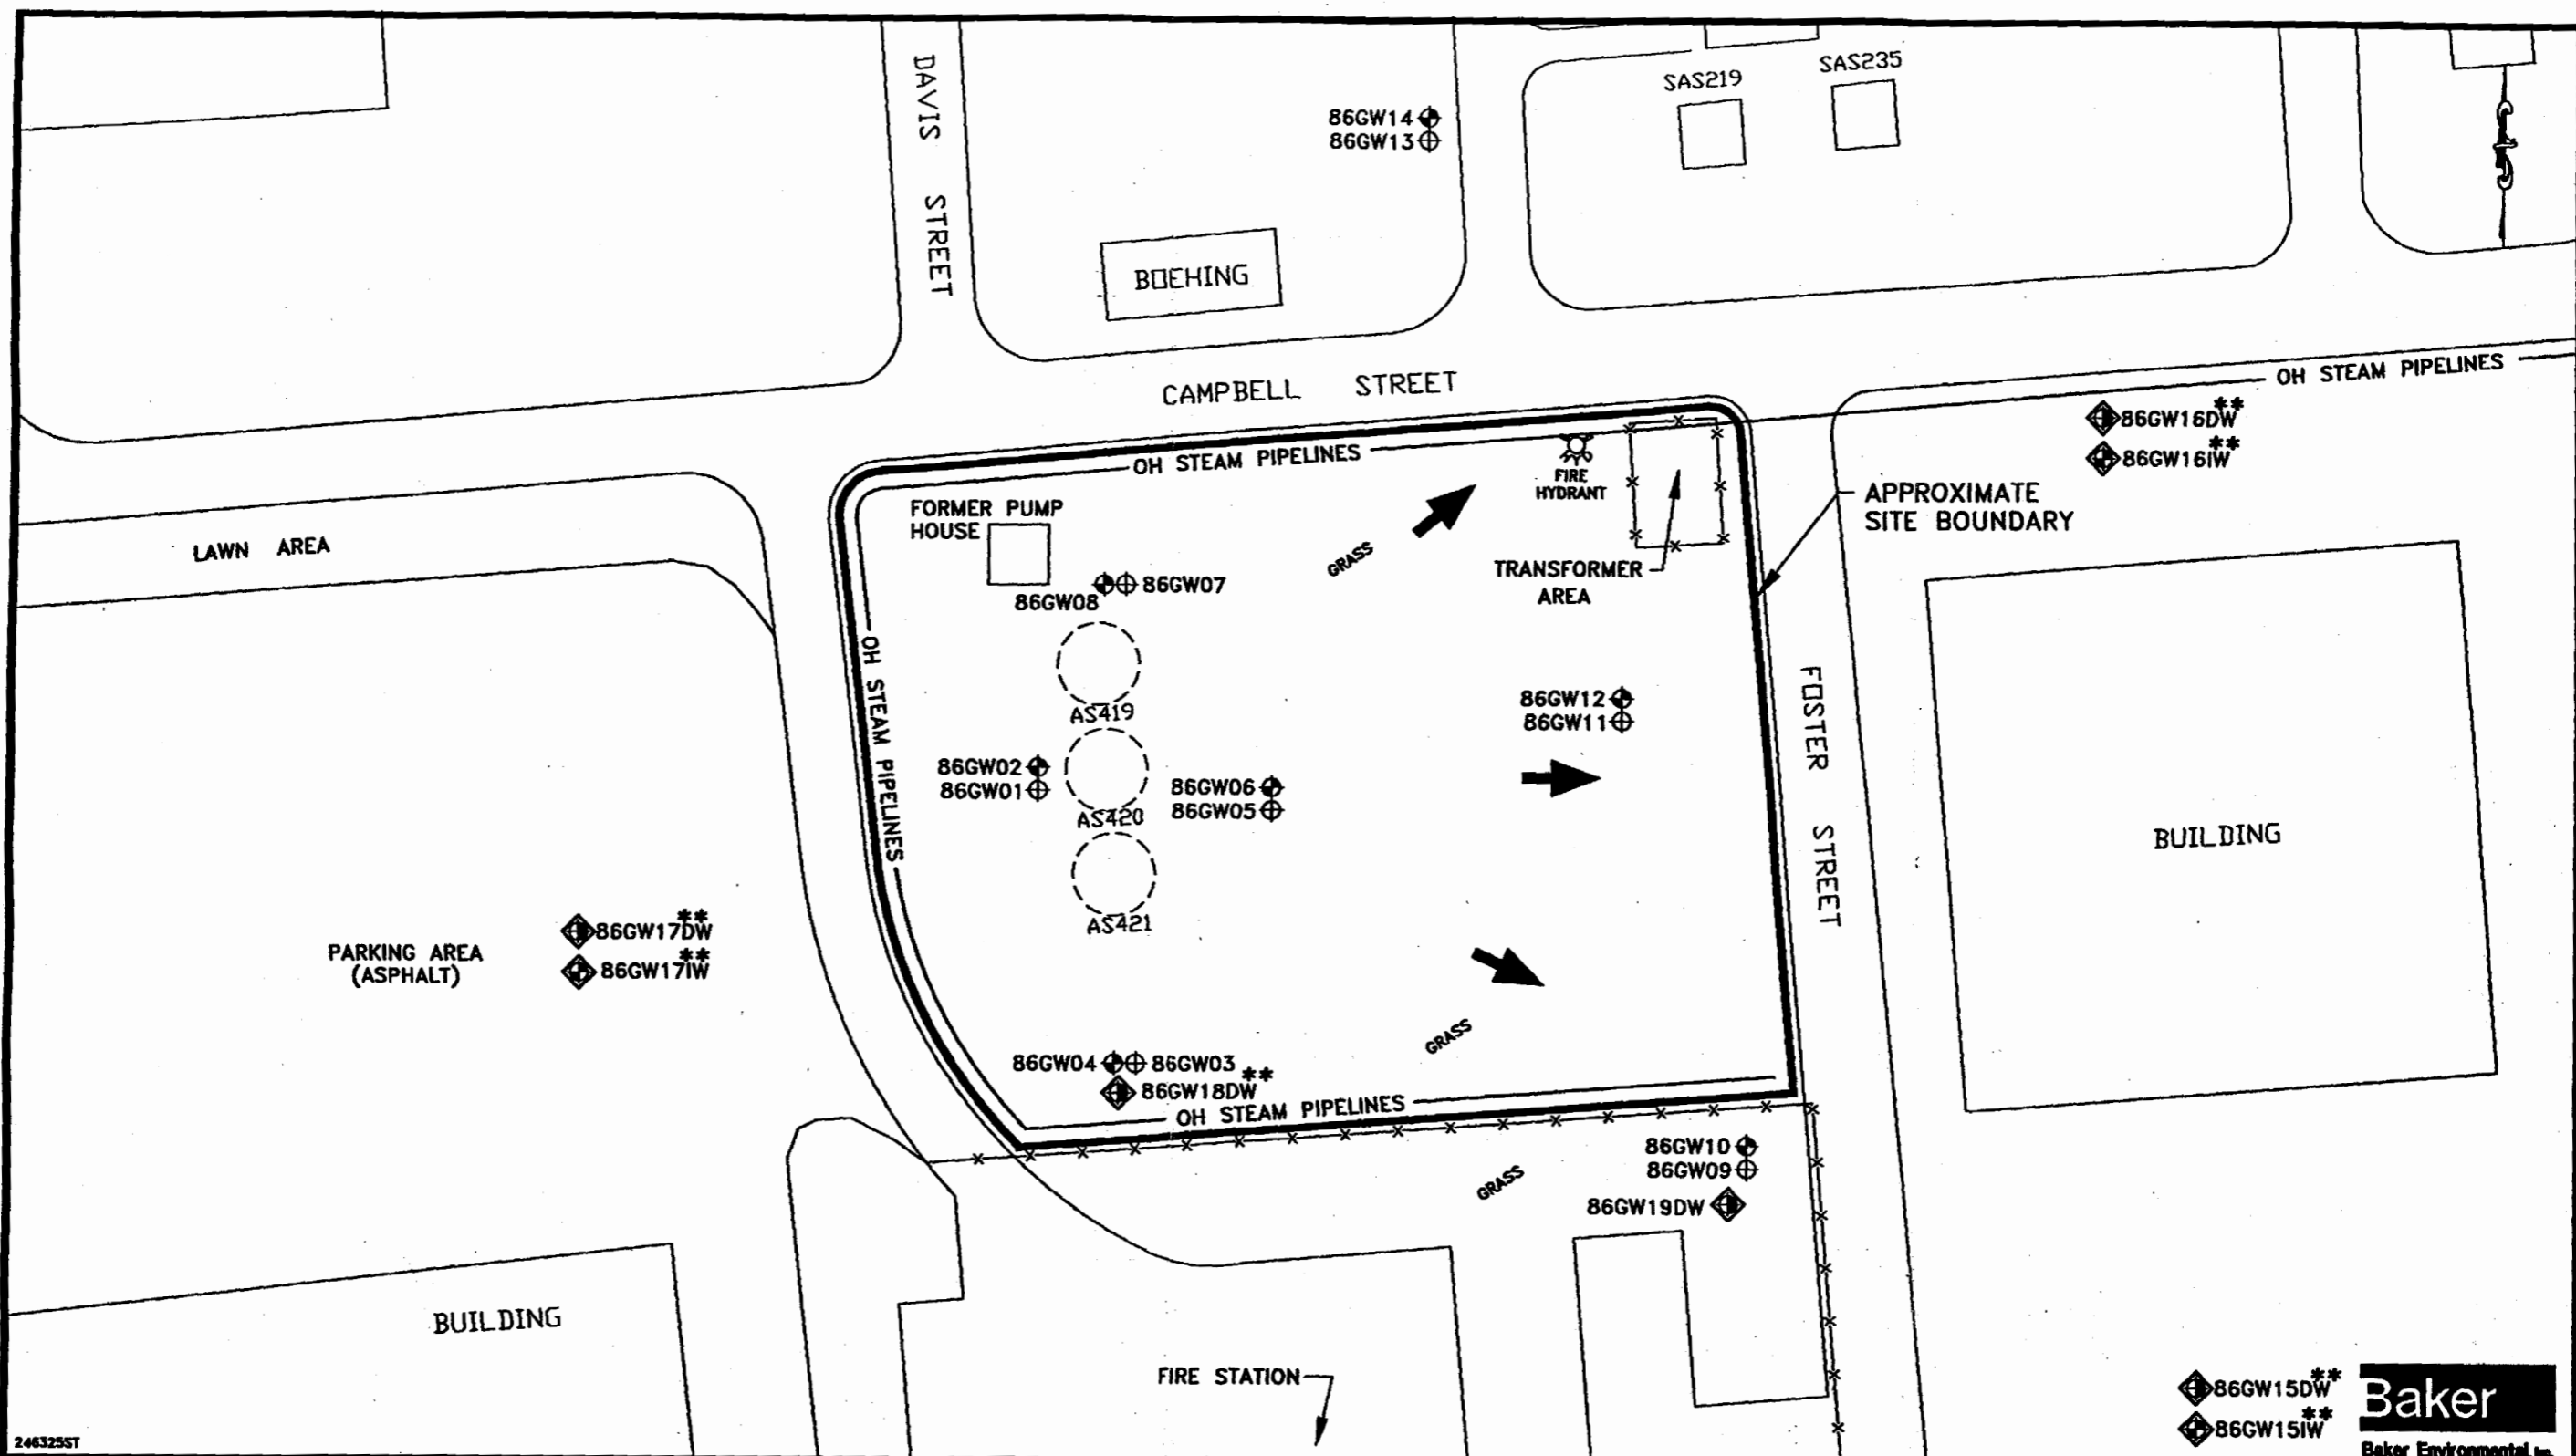 DAVIS STREET
SAS219
SAS235
86GW14
86GW13
BOEHING
CAMPBELL STREET
OH STEAM PIPELINES
86GW16DW**
86GW16IW**
OH STEAM PIPELINES
FIRE
HYDRANT
APPROXIMATE
SITE BOUNDARY
FORMER PUMP
HOUSE
LAWN AREA
GRASS
TRANSFORMER
AREA
86GW07
86GW08
OH STEAM PIPELINES
AS419
86GW12
86GW11
FOSTER STREET
86GW02
86GW01
86GW06
86GW05
AS420
BUILDING
AS421
86GW17DW**
86GW17IW**
PARKING AREA
(ASPHALT)
GRASS
86GW04
86GW03
86GW18DW**
OH STEAM PIPELINES
86GW10
86GW09
GRASS
86GW19DW
BUILDING
FIRE STATION
86GW15DW**
86GW15IW**
Baker
Baker Environmental, Inc.
246325ST